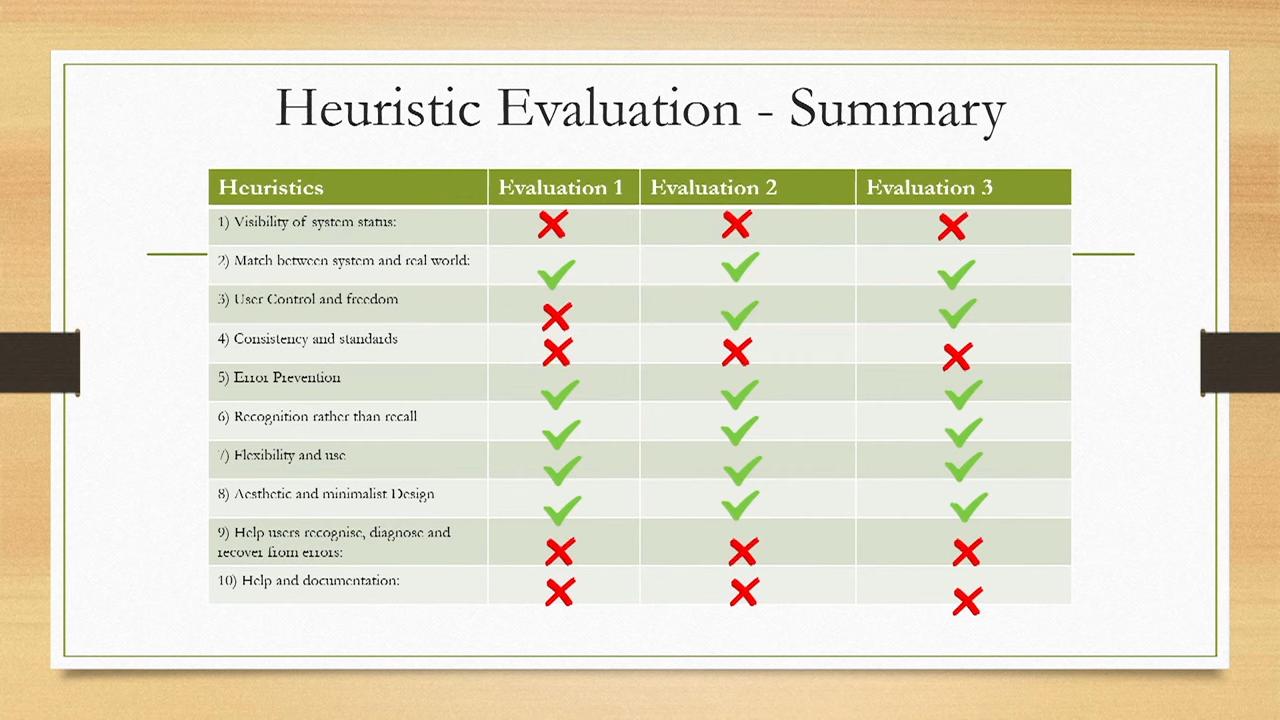 Heuristic Evaluation - Summary
Heuristics Evaluation 1 Evaluation 2 Evaluation 3
1) Visibility of system status:
2) Match between system and real world:
3) User Control and freedom
4) Consistency and standards
5) Error Prevention
6) Recognition rather than recall
7) Flexibility and use
8) Aesthetic and minimalist Design
9) Help users recognise, diagnose and
recover from errors:
10) Help and documentation: